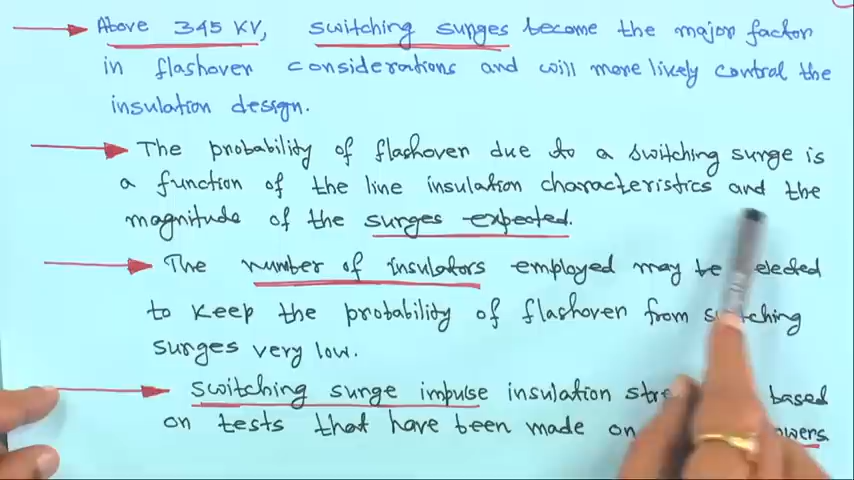 Above 345 KV, switching surges become the major factor
in flashover considerations and will more likely control the
insulation design.
The probability of flashover due to a switching surge is
a function of the line insulation characteristics and the
magnitude of the surges expected.
The number of insulators employed may be
to keep the probability of flashover from
surges very low.
switching surge impulse insulation based
on tests that have been made on